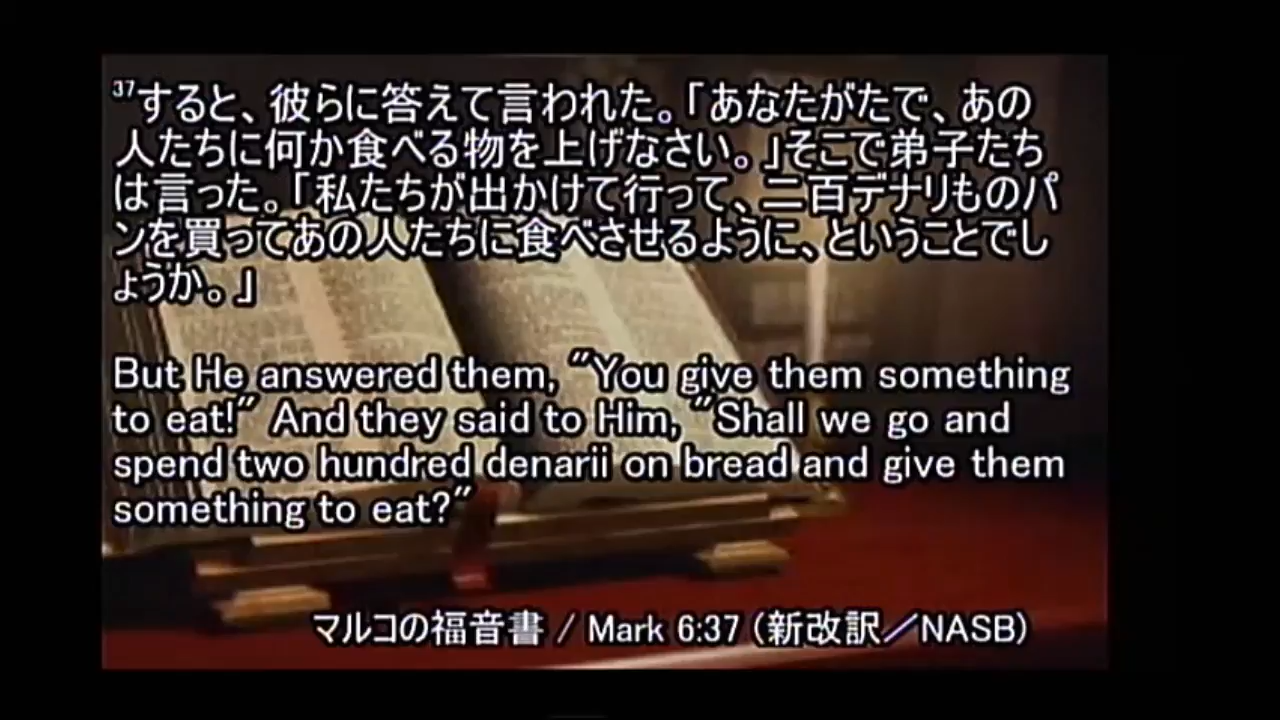 37すると、彼らに答えて言われた。「あなたがたで、あの
人たちに何か食べる物を上げなさい。」そこで弟子たち
は言った。「私たちが出かけて行って、二百デナリものパ
ンを買ってあの人たちに食べさせるように、ということでし
ょうか。」
But He answered them, "You give them something
to eat!" And they said to Him, "Shall we go and
spend two hundred denarii on bread and give them
something to eat?"
マルコの福音書 / Mark 6:37 (新改訳／NASB)